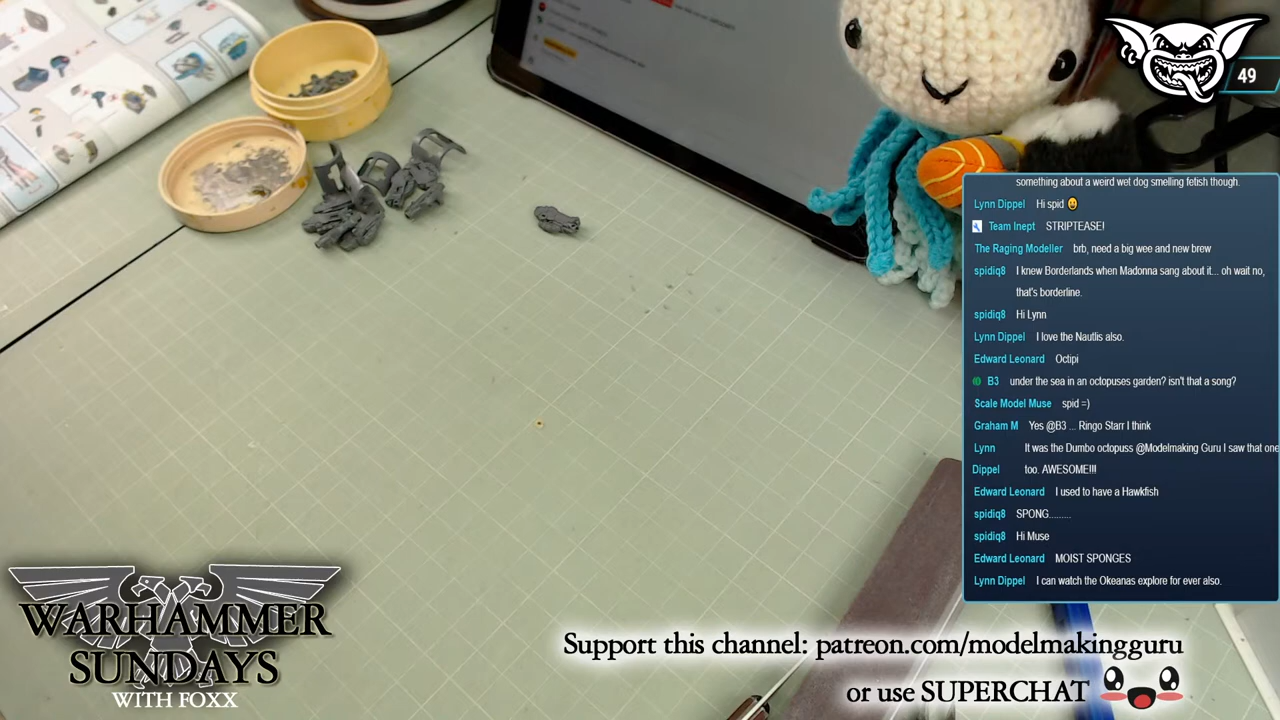 49
something about a weird wet dog smelling fetish though.
Lynn Dippel Hi spid
Team Inept STRIPTEASE!
The Raging Modeller brb, need a big wee and new brew
spidiq8 I knew Borderlands when Madonna sang about it... oh wait no,
that's borderline.
spidiq8 Hi Lynn
Lynn Dippel I love the Nautlis also.
Edward Leonard Octipi
B3 under the sea in an octopuses garden? isn't that a song?
Scale Model Muse spid =)
Graham M Yes @B3 ... Ringo Starr I think
Lynn It was the Dumbo octopuss @Modelmaking Guru I saw that one
Dippel too. AWESOME!!!
Edward Leonard I used to have a Hawkfish
spidiq8 SPONG.........
spidiq8 Hi Muse
Edward Leonard MOIST SPONGES
Lynn Dippel I can watch the Okeanas explore for ever also.
WARHAMMER
SUNDAYS
WITH FOXX
Support this channel: patreon.com/modelmakingguru
or use SUPERCHAT